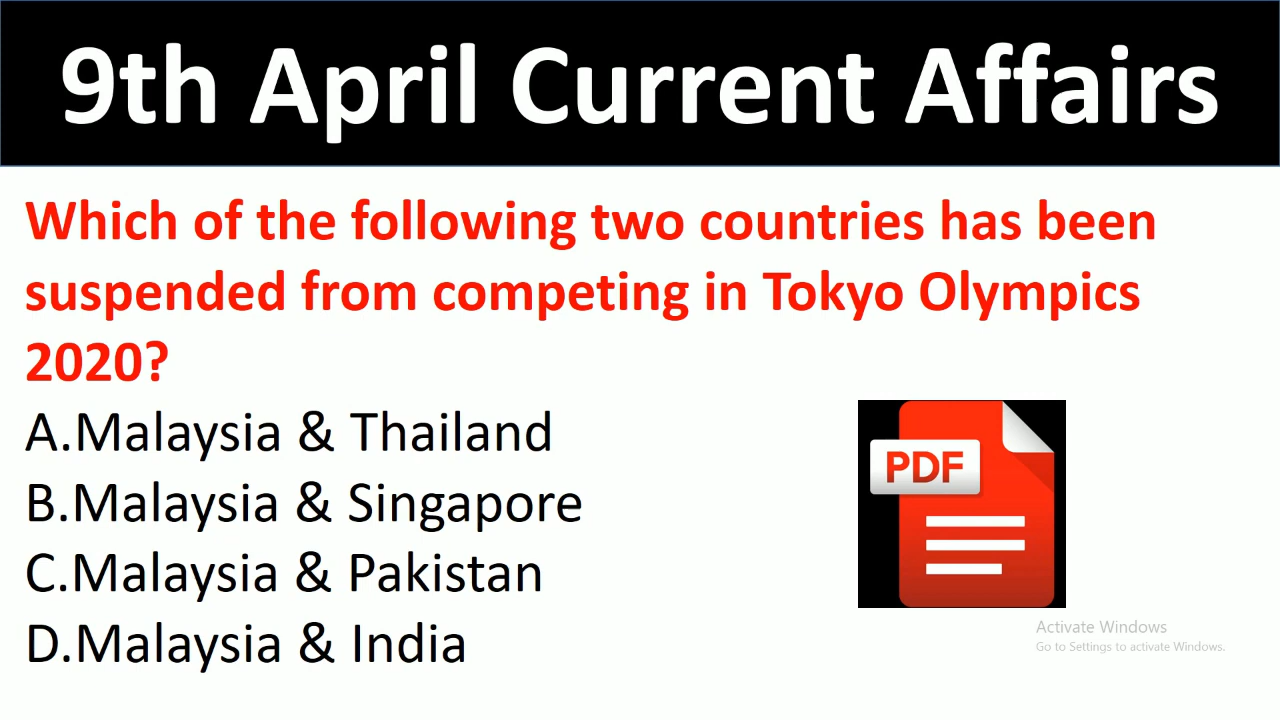 9th April Current Affairs
Which of the following two countries has been
suspended from competing in Tokyo Olympics
2020?
A.Malaysia & Thailand
B.Malaysia & Singapore
C.Malaysia & Pakistan
D.Malaysia & India
PDF
Activate Windows
Go to Settings to activate Windows.